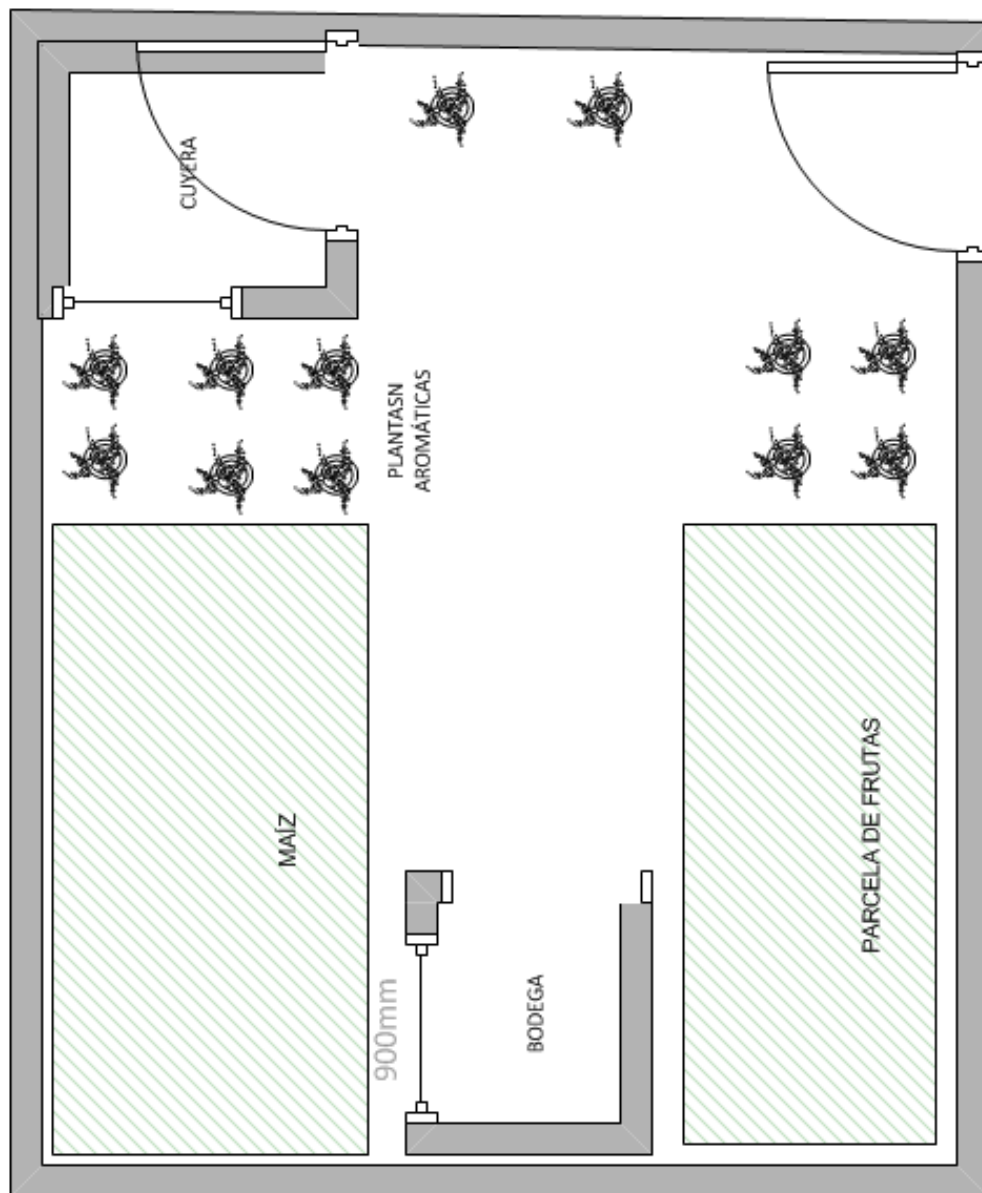 CUYERA
PLANTASN
AROMÁTICAS
MAÍZ
PARCELA DE FRUTAS
900mm
BODEGA